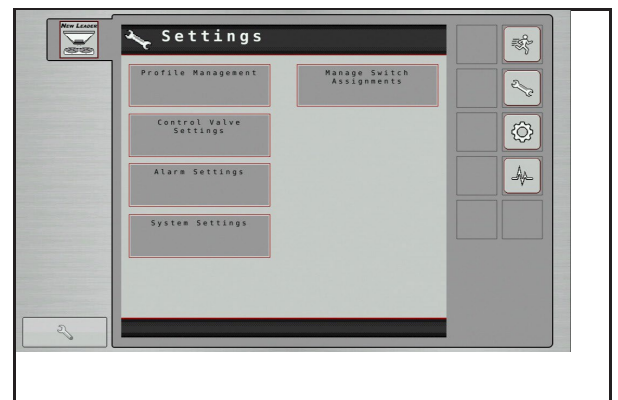 NEW LEADER
Settings
Profile Management
Manage Switch
Assignments
Control Valve
Settings
Alarm Settings
System Settings